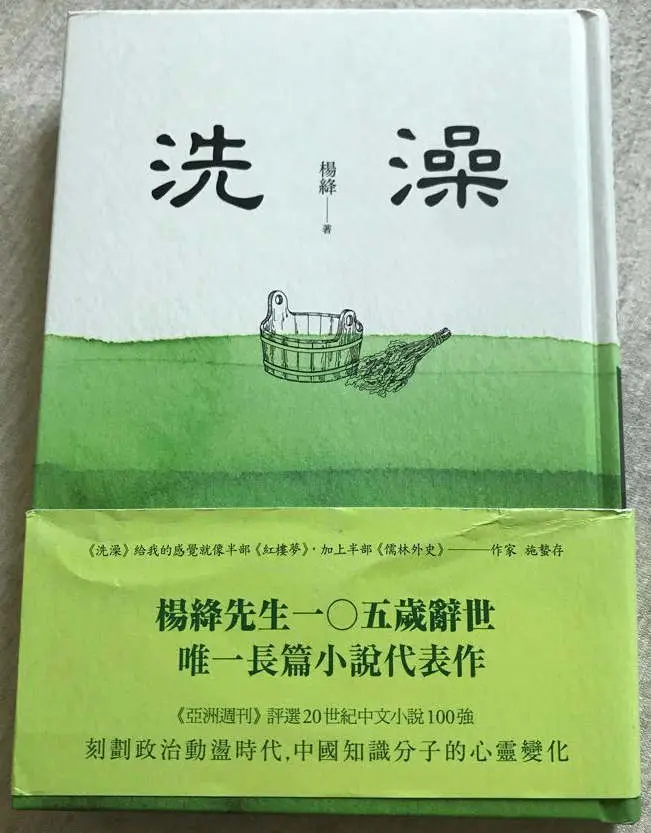 洗澡
楊絳——著
《洗澡》給我的感覺就像半部《紅樓夢》，加上半部《儒林外史》———作家 施蟄存
楊絳先生一〇五歲辭世
唯一長篇小說代表作
《亞洲週刊》評選20世紀中文小說100強
刻劃政治動盪時代，中國知識分子的心靈變化